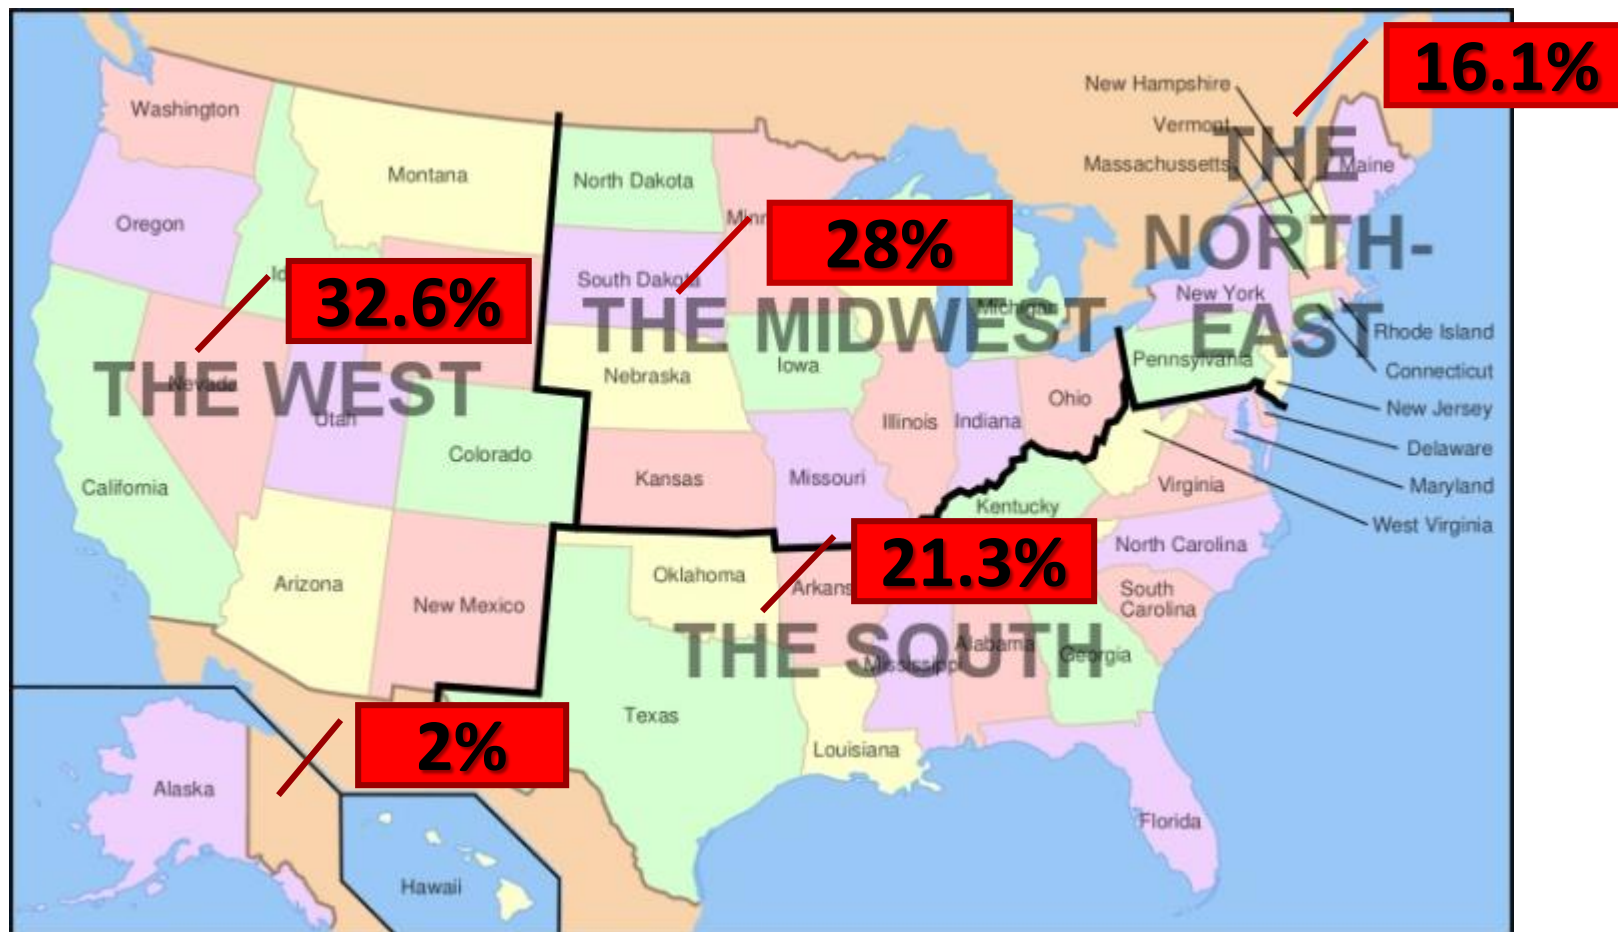 16.1%
New Hampshire
Vermont
Massachussetts
THE
NORTH-
EAST
Maine
New York
Pennsylvania
Rhode Island
Connecticut
New Jersey
Delaware
Maryland
West Virginia
Washington
Montana
Oregon
32.6%
THE WEST
Nevada
Utah
Colorado
California
Arizona
New Mexico
North Dakota
28%
South Dakota
THE MIDWEST
Michigan
Nebraska
Iowa
Illinois
Indiana
Ohio
Kansas
Missouri
Kentucky
Virginia
North Carolina
South
Carolina
21.3%
Oklahoma
THE SOUTH
Mississippi
Alabama
Georgia
Texas
Louisiana
Florida
2%
Alaska
Hawaii